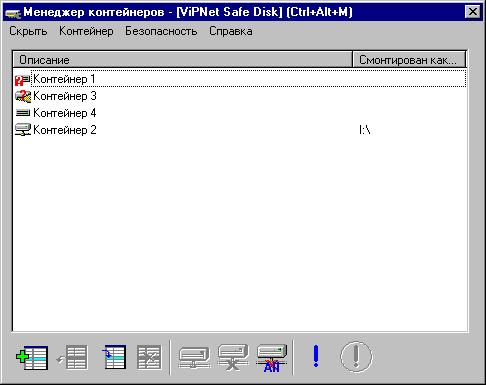 Менеджер контейнеров - [ViPNet Safe Disk] (Ctrl+Alt+M)
Скрыть Контейнер Безопасность Справка
Описание Смонтирован как...
Контейнер 1
Контейнер 3
Контейнер 4
Контейнер 2 I:\
All